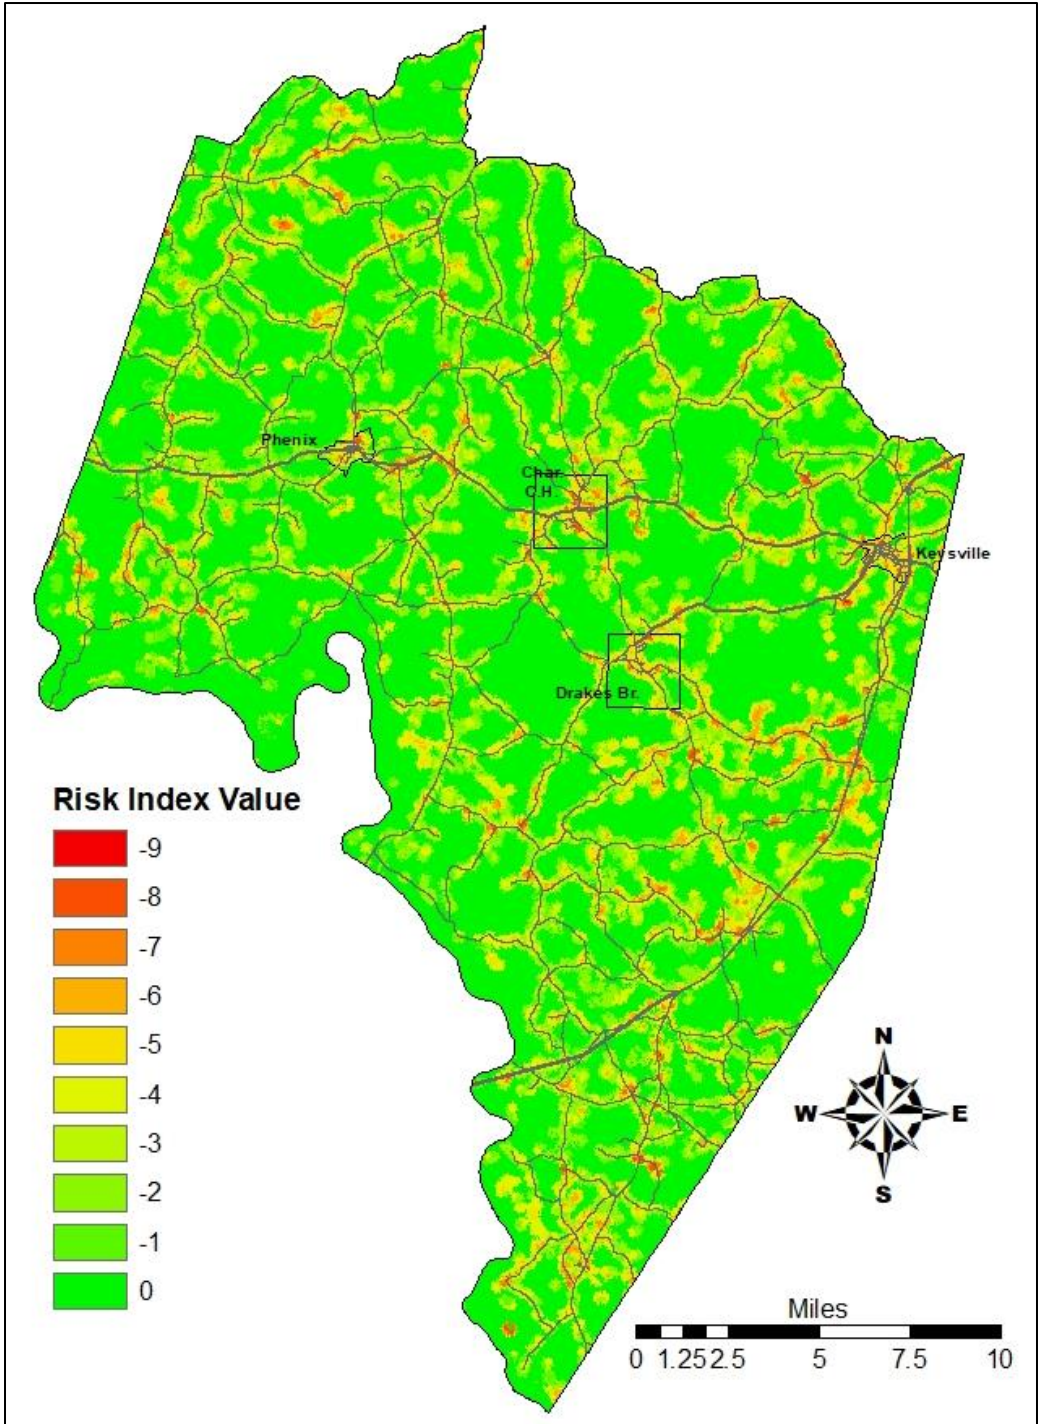 Phenix
Char.
C.H.
Keysville
Drakes Br.
Risk Index Value
-9
-8
-7
-6
-5
-4
-3
-2
-1
0
N
W E
S
Miles
0 1.25 2.5 5 7.5 10